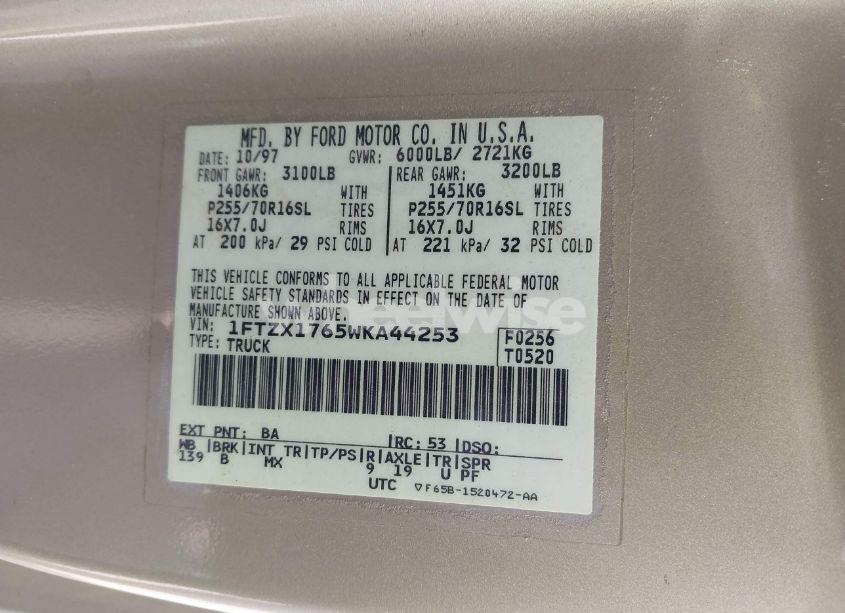 MFD. BY FORD MOTOR CO. IN U.S.A.
DATE: 10/97 GVWR: 6000LB/ 2721KG
FRONT GAWR: 3100LB REAR GAWR: 3200LB
1406KG WITH 1451KG WITH
P255/70R16SL TIRES P255/70R16SL TIRES
16X7.0J RIMS 16X7.0J RIMS
AT 200 kPa/ 29 PSI COLD AT 221 kPa/ 32 PSI COLD
THIS VEHICLE CONFORMS TO ALL APPLICABLE FEDERAL MOTOR
VEHICLE SAFETY STANDARDS IN EFFECT ON THE DATE OF
MANUFACTURE SHOWN ABOVE.
VIN: 1FTZX1765WKA44253 F0256
TYPE: TRUCK T0520
EXT PNT: BA RC: 53 DSO:
WB BRK INT TR TP/PS R AXLE TR SPR
139 B MX 9 19 U PF
UTC ▽F65B-1520472-AA